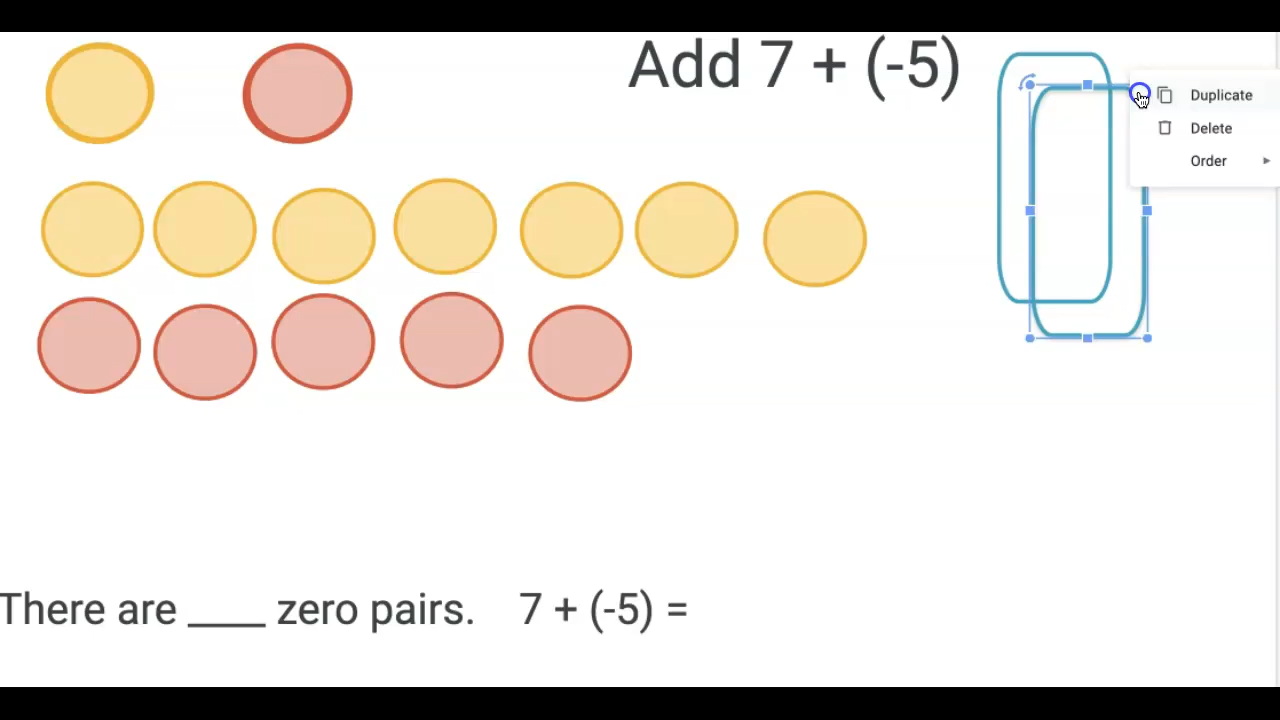 Add 7 + (-5)
Duplicate
Delete
Order
There are ____ zero pairs. 7 + (-5) =